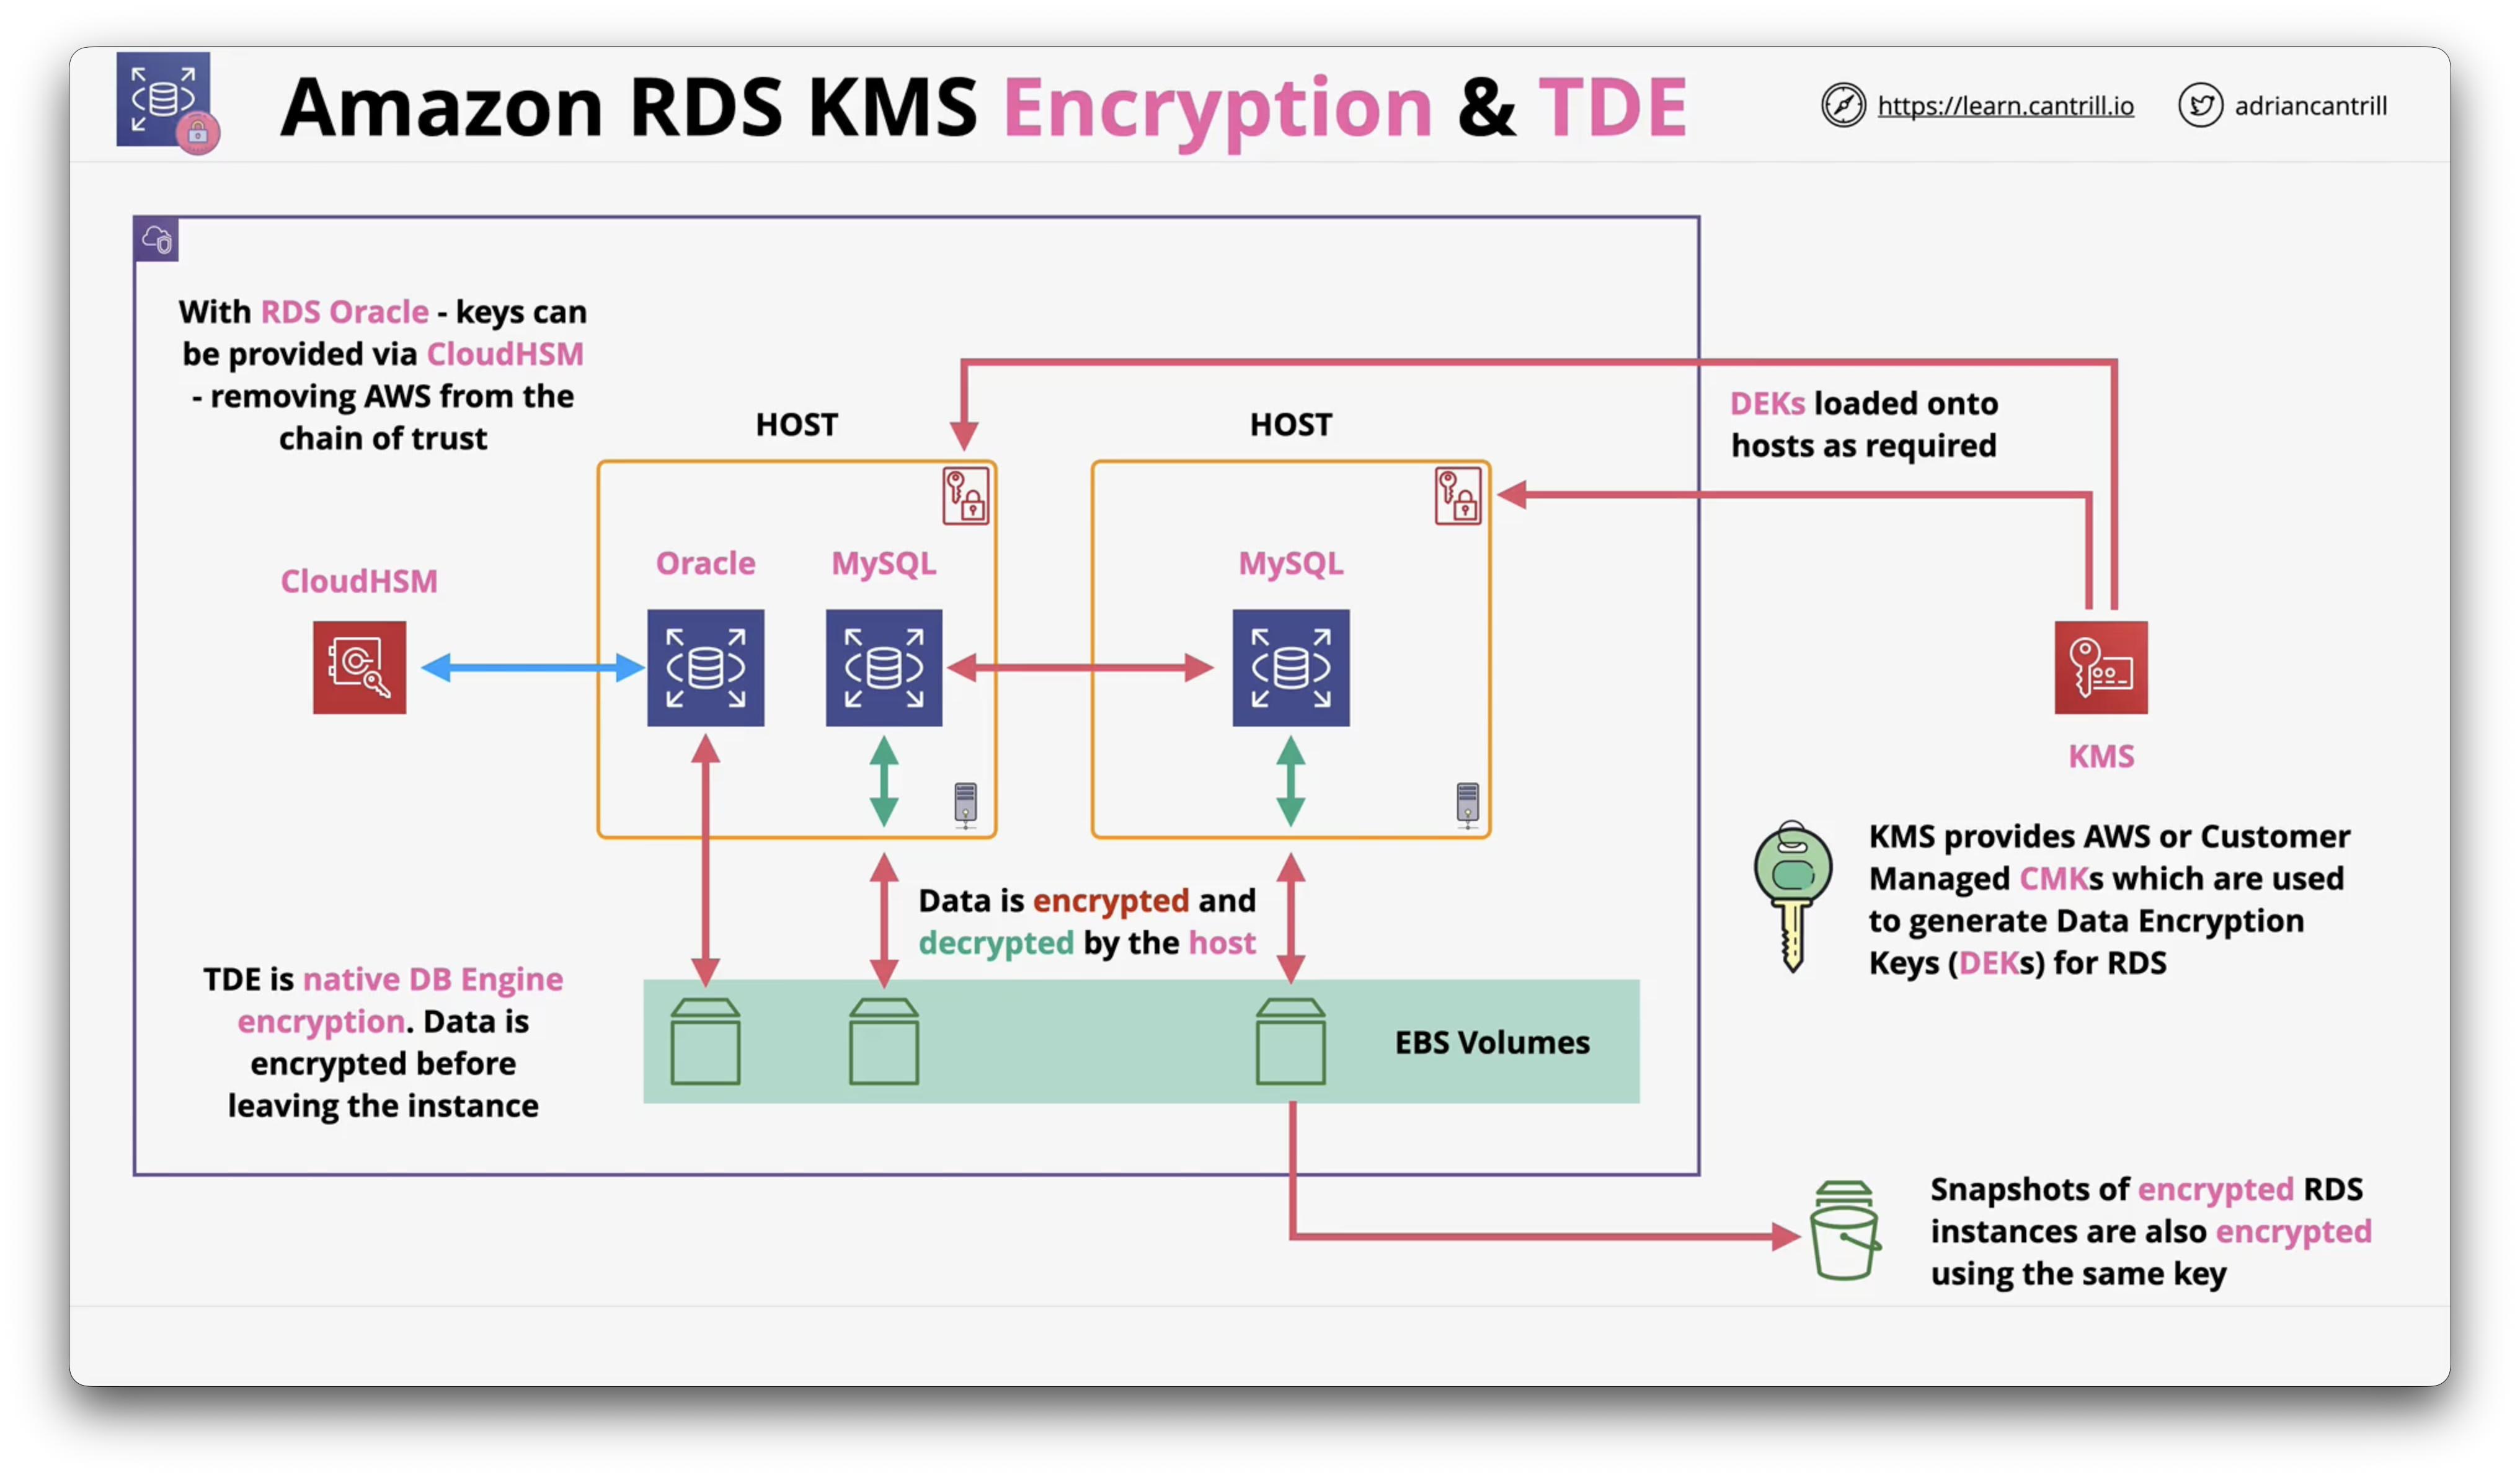 Amazon RDS KMS Encryption & TDE
https://learn.cantrill.io
adriancantrill
With RDS Oracle - keys can
be provided via CloudHSM
- removing AWS from the
chain of trust
HOST
HOST
DEKs loaded onto
hosts as required
CloudHSM
Oracle
MySQL
MySQL
KMS
KMS provides AWS or Customer
Managed CMKs which are used
to generate Data Encryption
Keys (DEKs) for RDS
Data is encrypted and
decrypted by the host
TDE is native DB Engine
encryption. Data is
encrypted before
leaving the instance
EBS Volumes
Snapshots of encrypted RDS
instances are also encrypted
using the same key